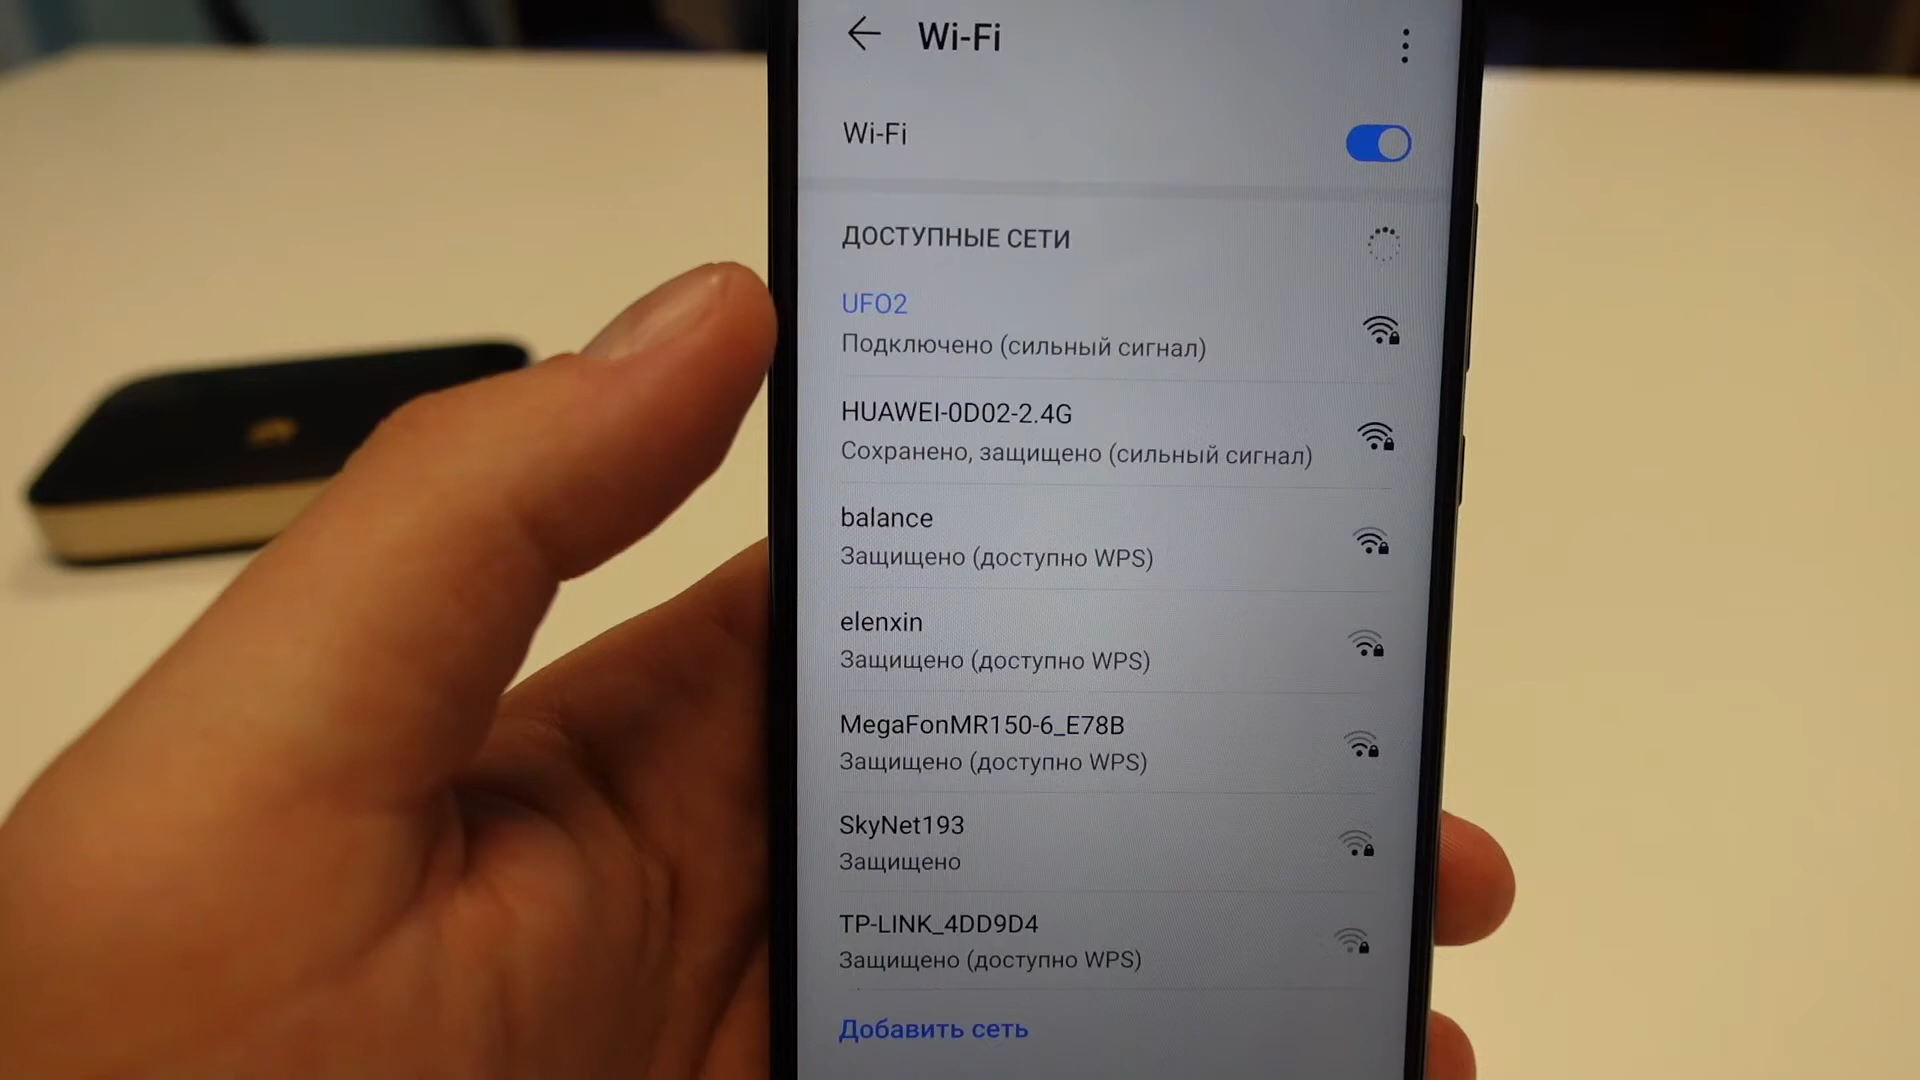 Wi-Fi
Wi-Fi
ДОСТУПНЫЕ СЕТИ
UFO2
Подключено (сильный сигнал)
HUAWEI-0D02-2.4G
Сохранено, защищено (сильный сигнал)
balance
Защищено (доступно WPS)
elenxin
Защищено (доступно WPS)
MegaFonMR150-6_E78B
Защищено (доступно WPS)
SkyNet193
Защищено
TP-LINK_4DD9D4
Защищено (доступно WPS)
Добавить сеть